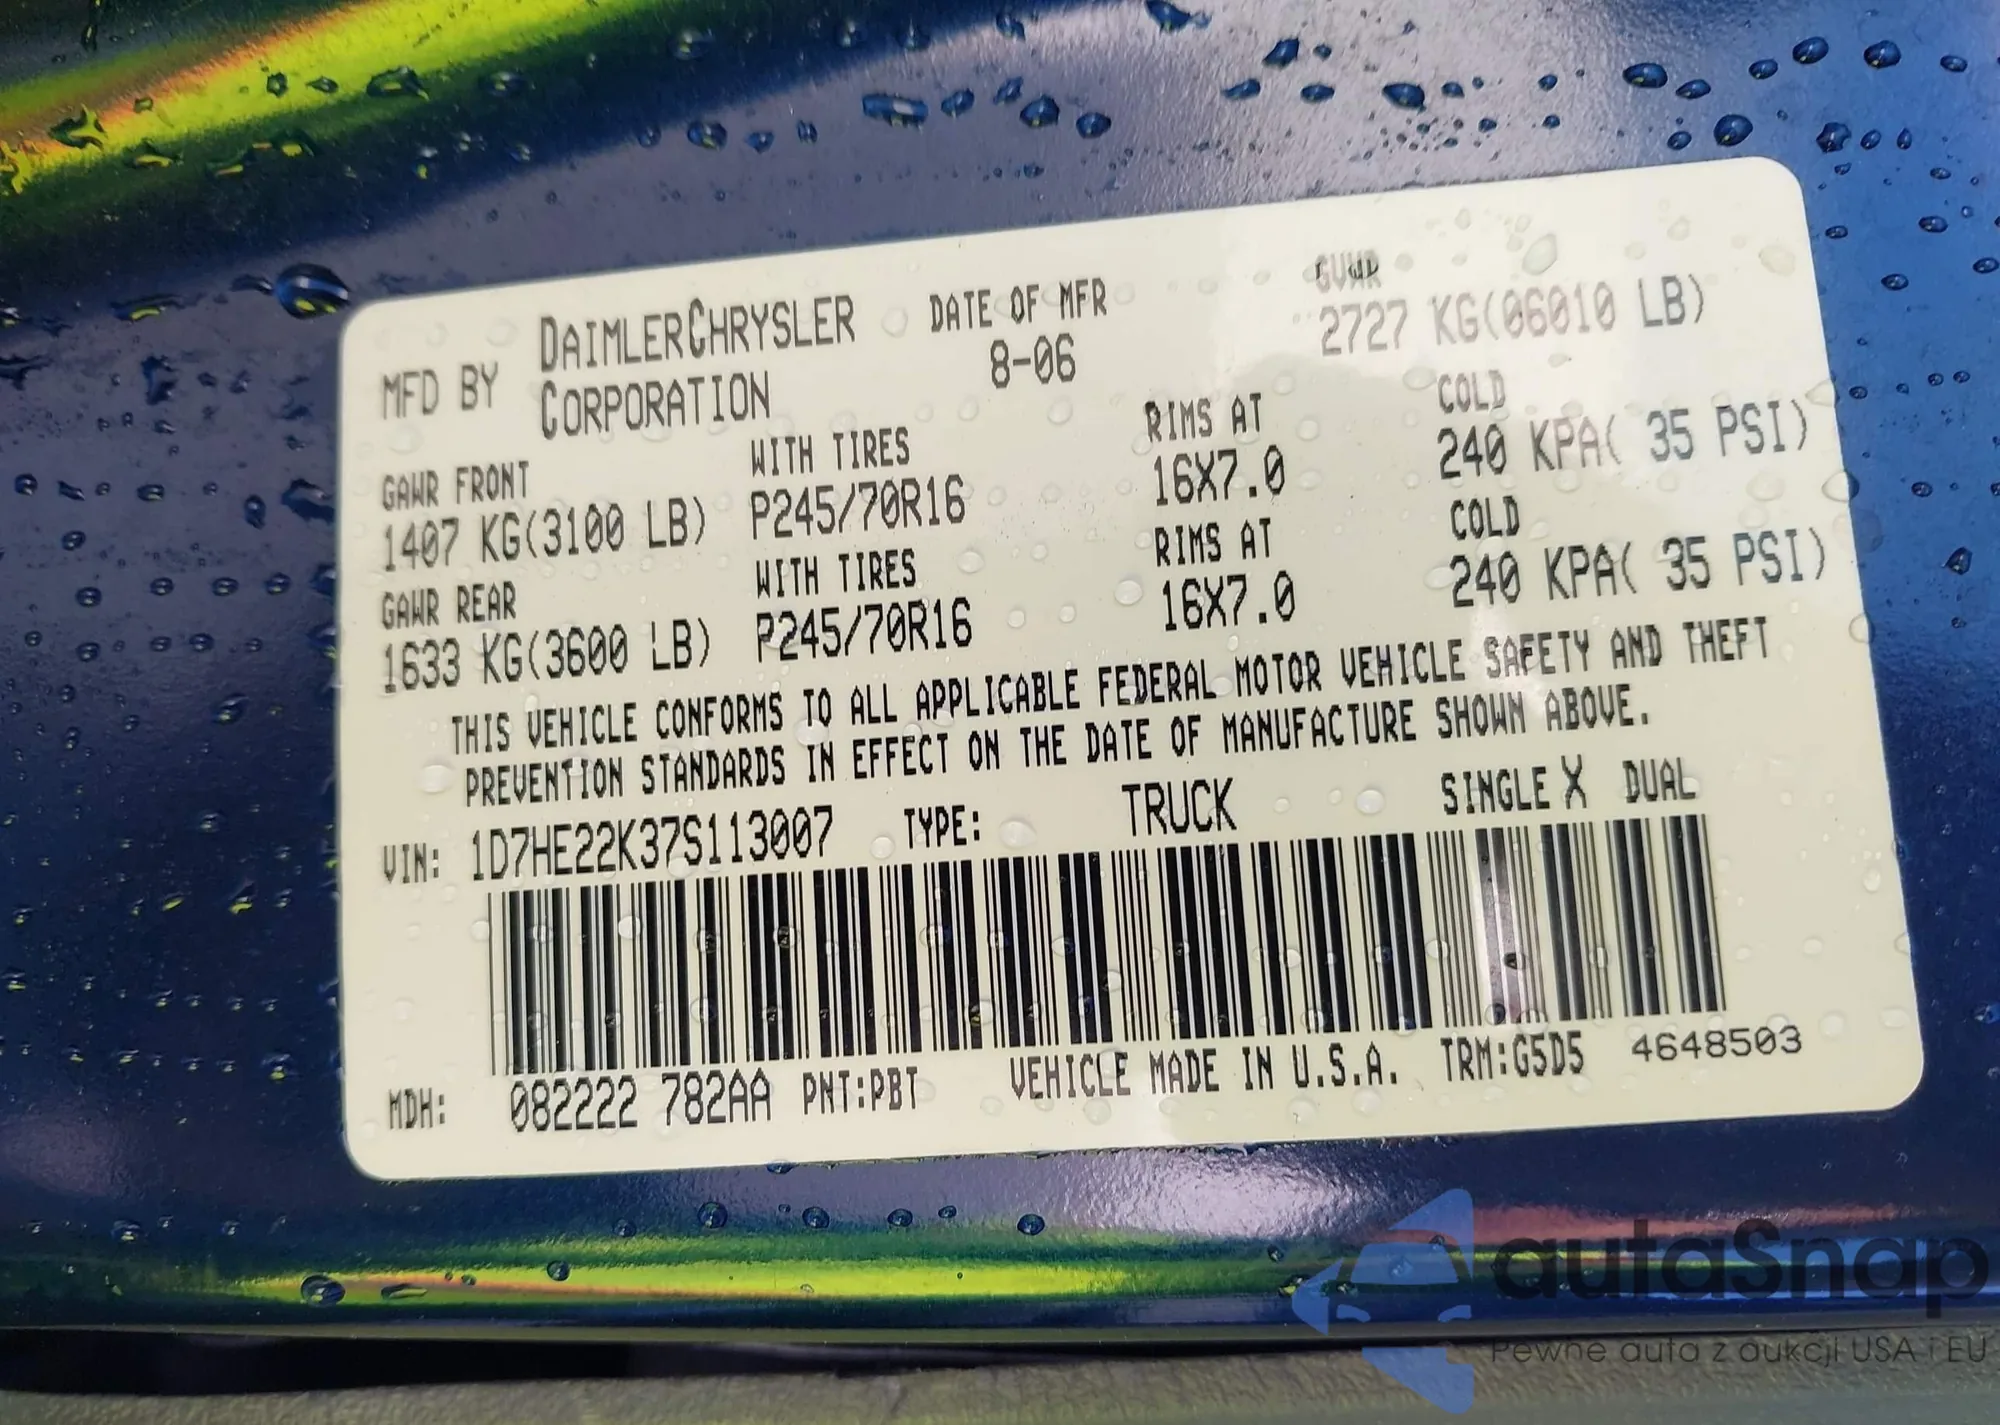 MFD BY DAIMLERCHRYSLER CORPORATION DATE OF MFR 8-06 GVWR 2727 KG(06010 LB)
GAWR FRONT WITH TIRES RIMS AT COLD
1407 KG(3100 LB) P245/70R16 16X7.0 240 KPA( 35 PSI)
GAWR REAR WITH TIRES RIMS AT COLD
1633 KG(3600 LB) P245/70R16 16X7.0 240 KPA( 35 PSI)
THIS VEHICLE CONFORMS TO ALL APPLICABLE FEDERAL MOTOR VEHICLE SAFETY AND THEFT
PREVENTION STANDARDS IN EFFECT ON THE DATE OF MANUFACTURE SHOWN ABOVE.
VIN: 1D7HE22K37S113007 TYPE: TRUCK SINGLE X DUAL
MDH: 082222 782AA PNT:PBT VEHICLE MADE IN U.S.A. TRM:G5D5 4648503
autaSnap
Pewne auta z aukcji USA i EU